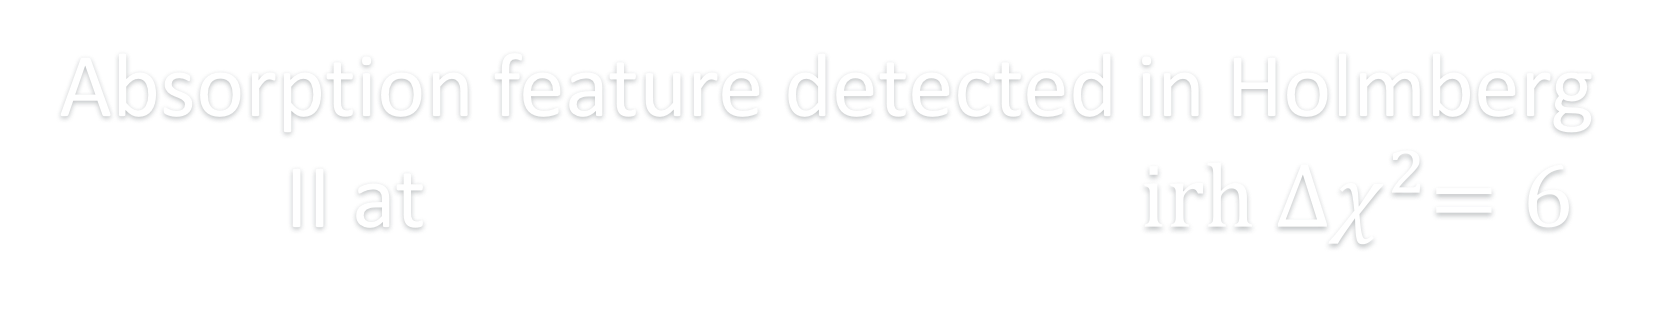 Absorption feature detected in Holmberg
II at irh Δχ²= 6